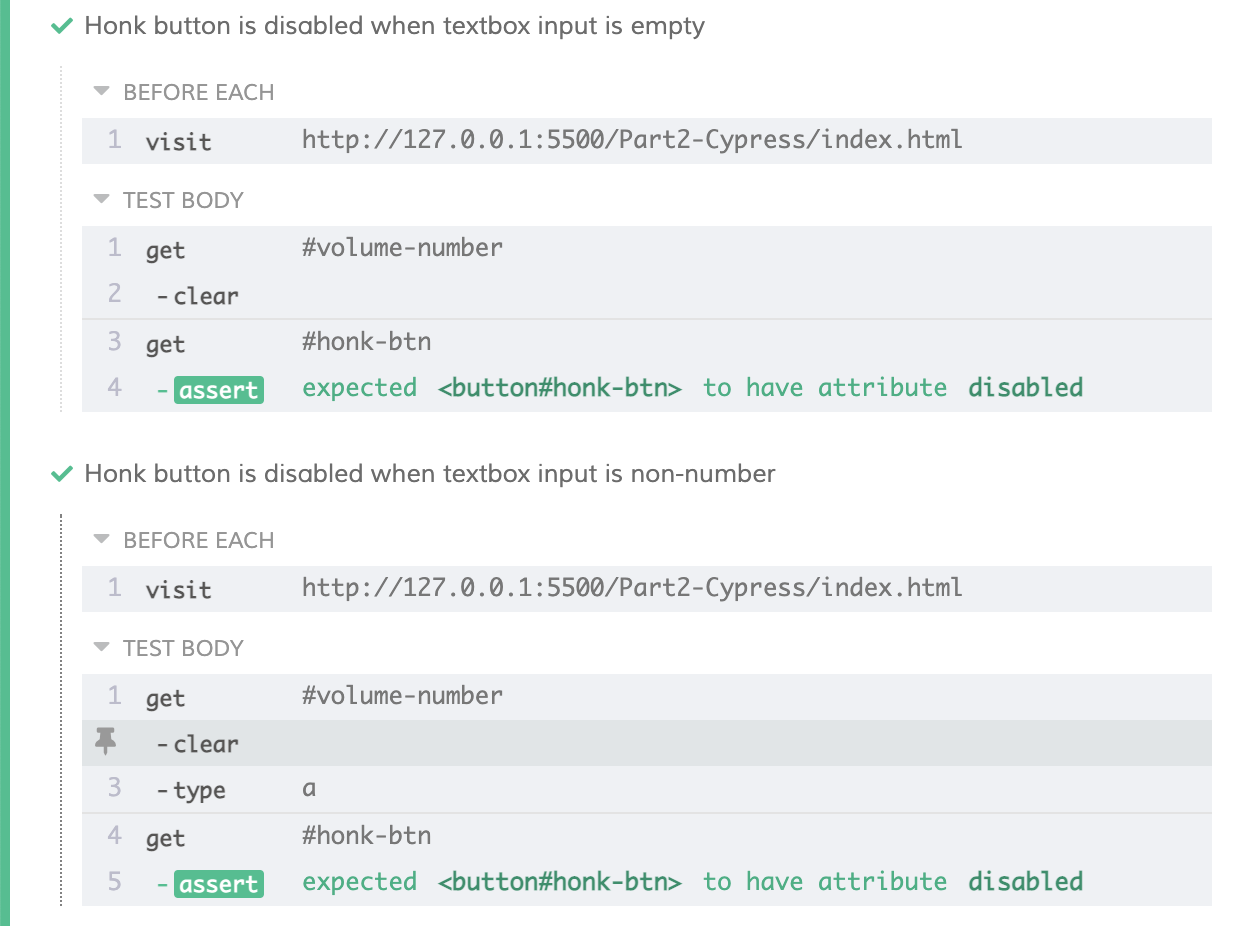 Honk button is disabled when textbox input is empty
BEFORE EACH
1 visit http://127.0.0.1:5500/Part2-Cypress/index.html
TEST BODY
1 get #volume-number
2 -clear
3 get #honk-btn
4 -assert expected <button#honk-btn> to have attribute disabled
Honk button is disabled when textbox input is non-number
BEFORE EACH
1 visit http://127.0.0.1:5500/Part2-Cypress/index.html
TEST BODY
1 get #volume-number
-clear
3 -type a
4 get #honk-btn
5 -assert expected <button#honk-btn> to have attribute disabled